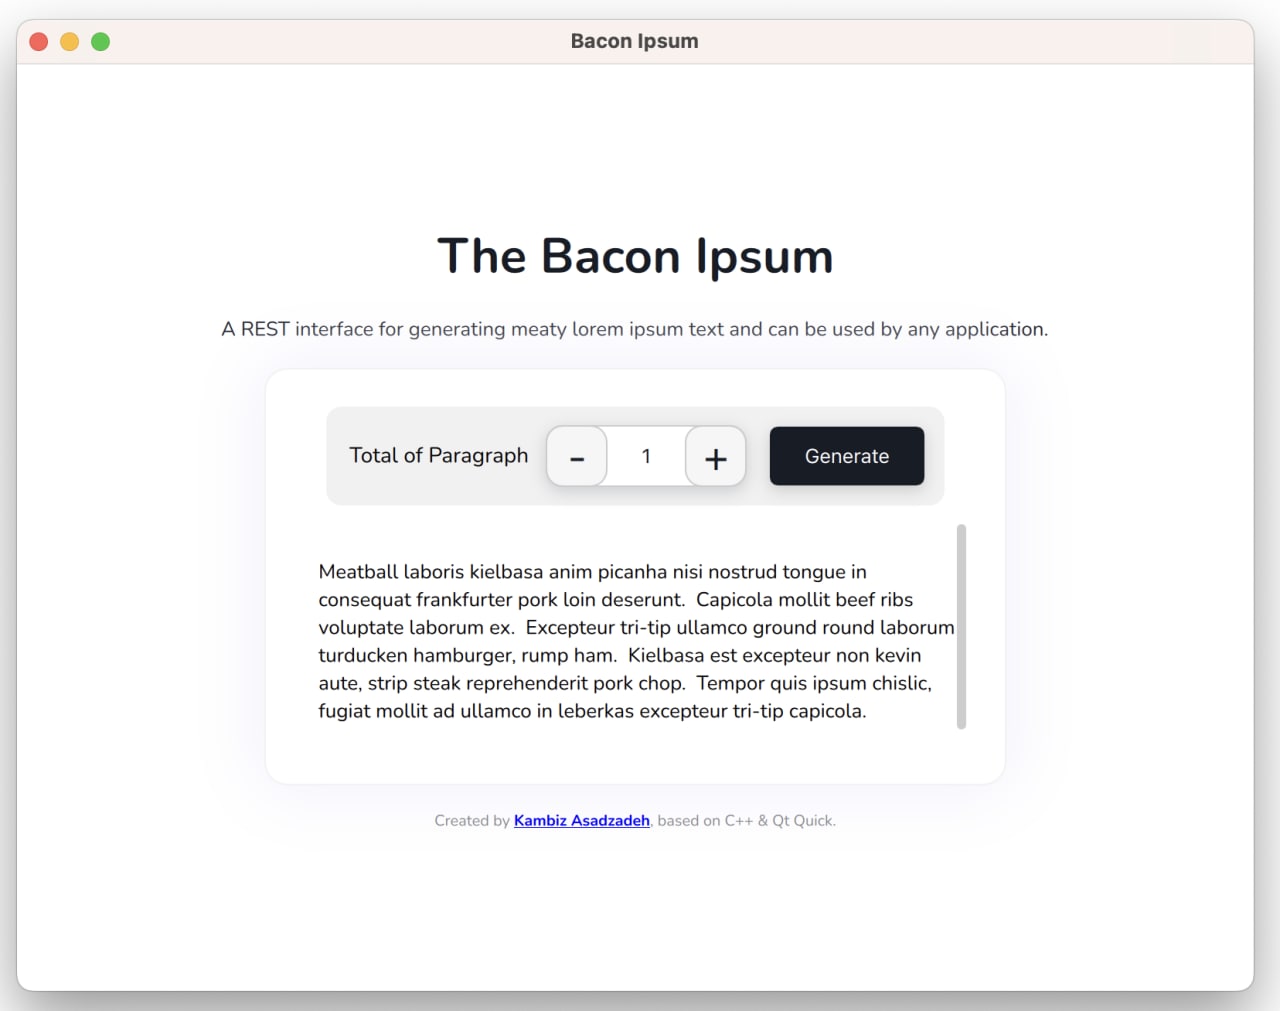 Bacon Ipsum
The Bacon Ipsum
A REST interface for generating meaty lorem ipsum text and can be used by any application.
Total of Paragraph - 1 + Generate
Meatball laboris kielbasa anim picanha nisi nostrud tongue in
consequat frankfurter pork loin deserunt.  Capicola mollit beef ribs
voluptate laborum ex.  Excepteur tri-tip ullamco ground round laborum
turducken hamburger, rump ham.  Kielbasa est excepteur non kevin
aute, strip steak reprehenderit pork chop.  Tempor quis ipsum chislic,
fugiat mollit ad ullamco in leberkas excepteur tri-tip capicola.
Created by Kambiz Asadzadeh, based on C++ & Qt Quick.